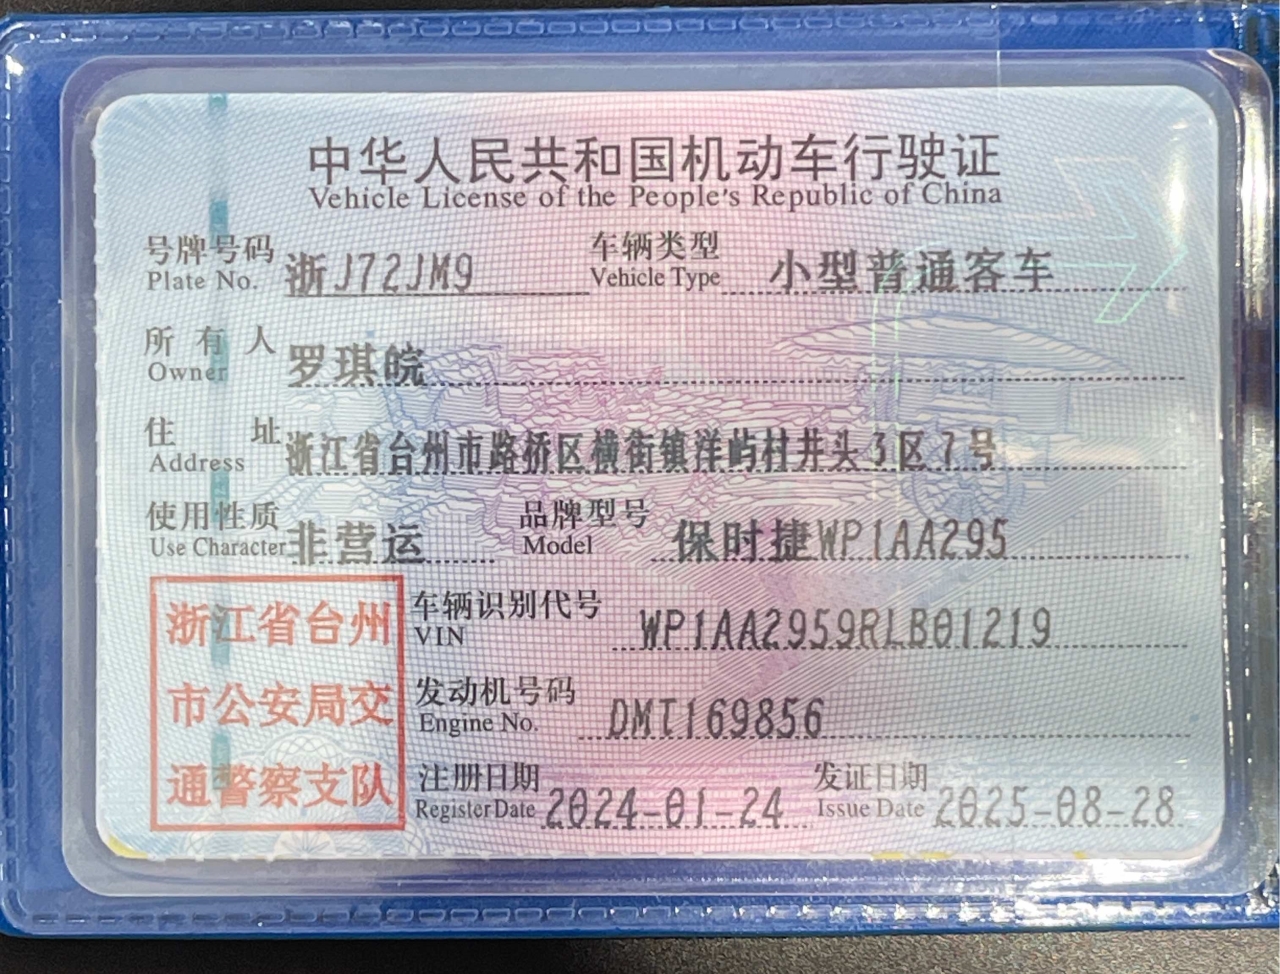 中华人民共和国机动车行驶证
Vehicle License of the People's Republic of China
号牌号码 浙J72JM9 车辆类型 小型普通客车
Plate No. Vehicle Type
所有人 罗琪皖
Owner
住址 浙江省台州市路桥区横街镇洋屿村井头3区7号
Address
使用性质 非营运 品牌型号 保时捷WP1AA295
Use Character Model
浙江省台州
市公安局交
通警察支队
车辆识别代号 WP1AA2959RLB01219
VIN
发动机号码 DMT169856
Engine No.
注册日期 2024-01-24 发证日期 2025-08-28
Register Date Issue Date